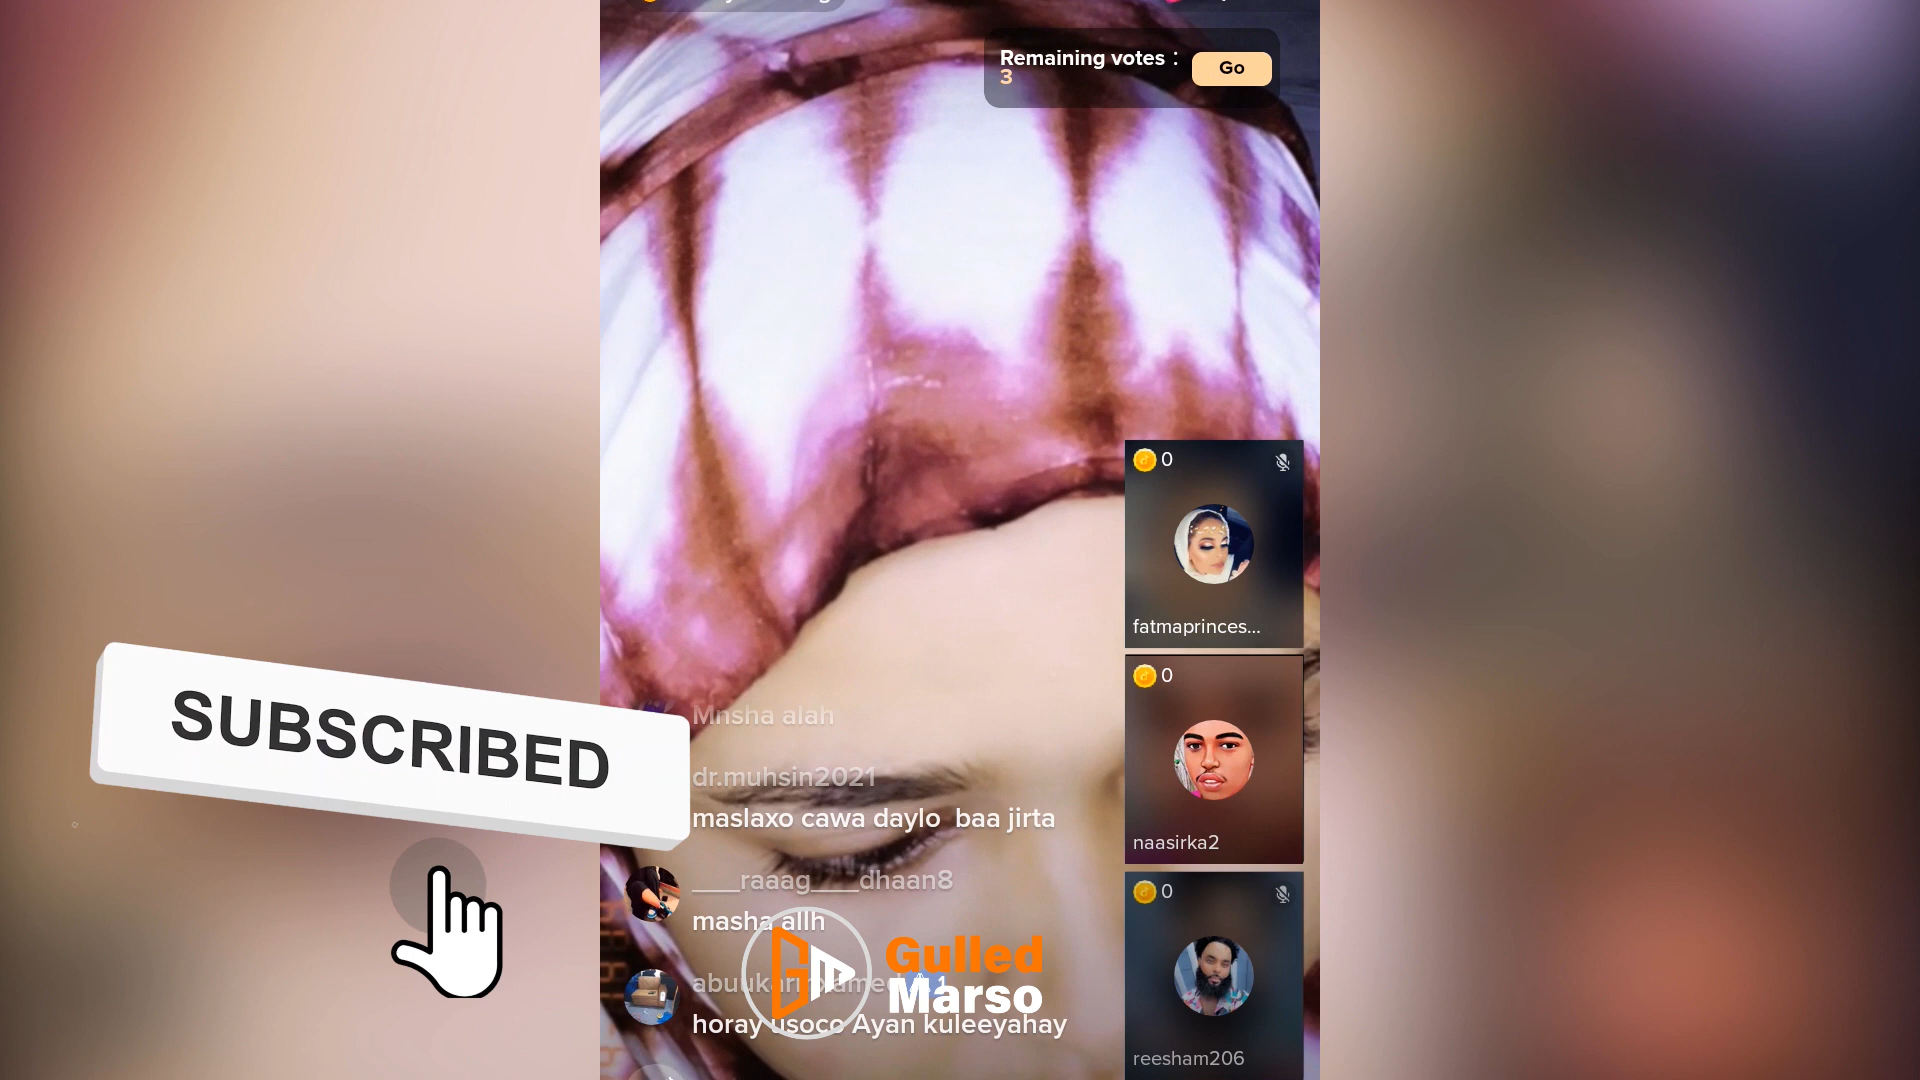 Remaining votes :
3
Go
0
fatmaprinces...
0
naasirka2
0
reesham206
SUBSCRIBED
Mnsha alah
dr.muhsin2021
maslaxo cawa daylo baa jirta
___raaag___dhaan8
masha allh
horay usoco Ayan kuleeyahay
Gulled
Marso